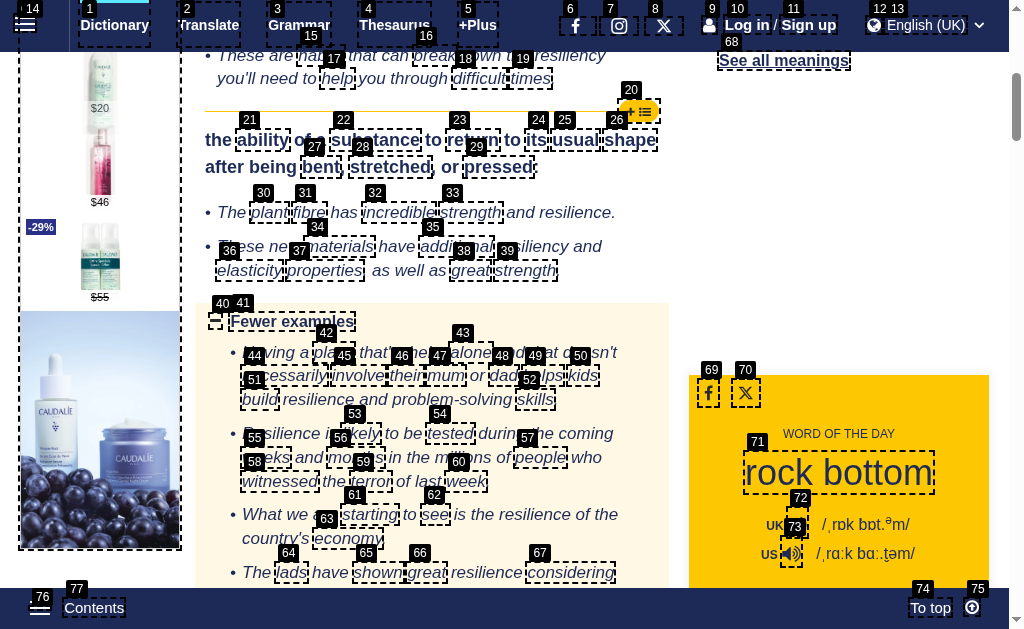 14 1 Dictionary 2 Translate 3 Grammar 4 Thesaurus 5 +Plus 6 7 8 9 10 Log in / 11 Sign up 12 13 English (UK)
15 16
• These are habits that can break down the resiliency
17 18 19
you'll need to help you through difficult times
68
See all meanings
20
+
$20
21 22 23 24 25 26
the ability of a substance to return to its usual shape
27 28 29
after being bent, stretched, or pressed:
$46
30 31 32 33
• The plant fibre has incredible strength and resilience.
-29%
34 35
• These new materials have additional resiliency and
36 37 38 39
elasticity properties, as well as great strength.
$55
40 41
Fewer examples
42 43
• Having a place that's the alone and that doesn't
44 45 46 47 48 49 50
necessarily involve their mum or dad helps kids
51 52
build resilience and problem-solving skills.
53 54
• Resilience is likely to be tested during the coming
55 56 57
weeks and months in the millions of people who
58 59 60
witnessed the terror of last week.
61 62
• What we are starting to see is the resilience of the
63
country's economy.
64 65 66 67
• The lads have shown great resilience considering
CAUDALIE
CAUDALIE
69 70
WORD OF THE DAY
71
rock bottom
72
UK /ˌrɒk bɒt.əm/
73
US /ˌrɑːk bɑː.t̬əm/
76 77 Contents
74 To top 75